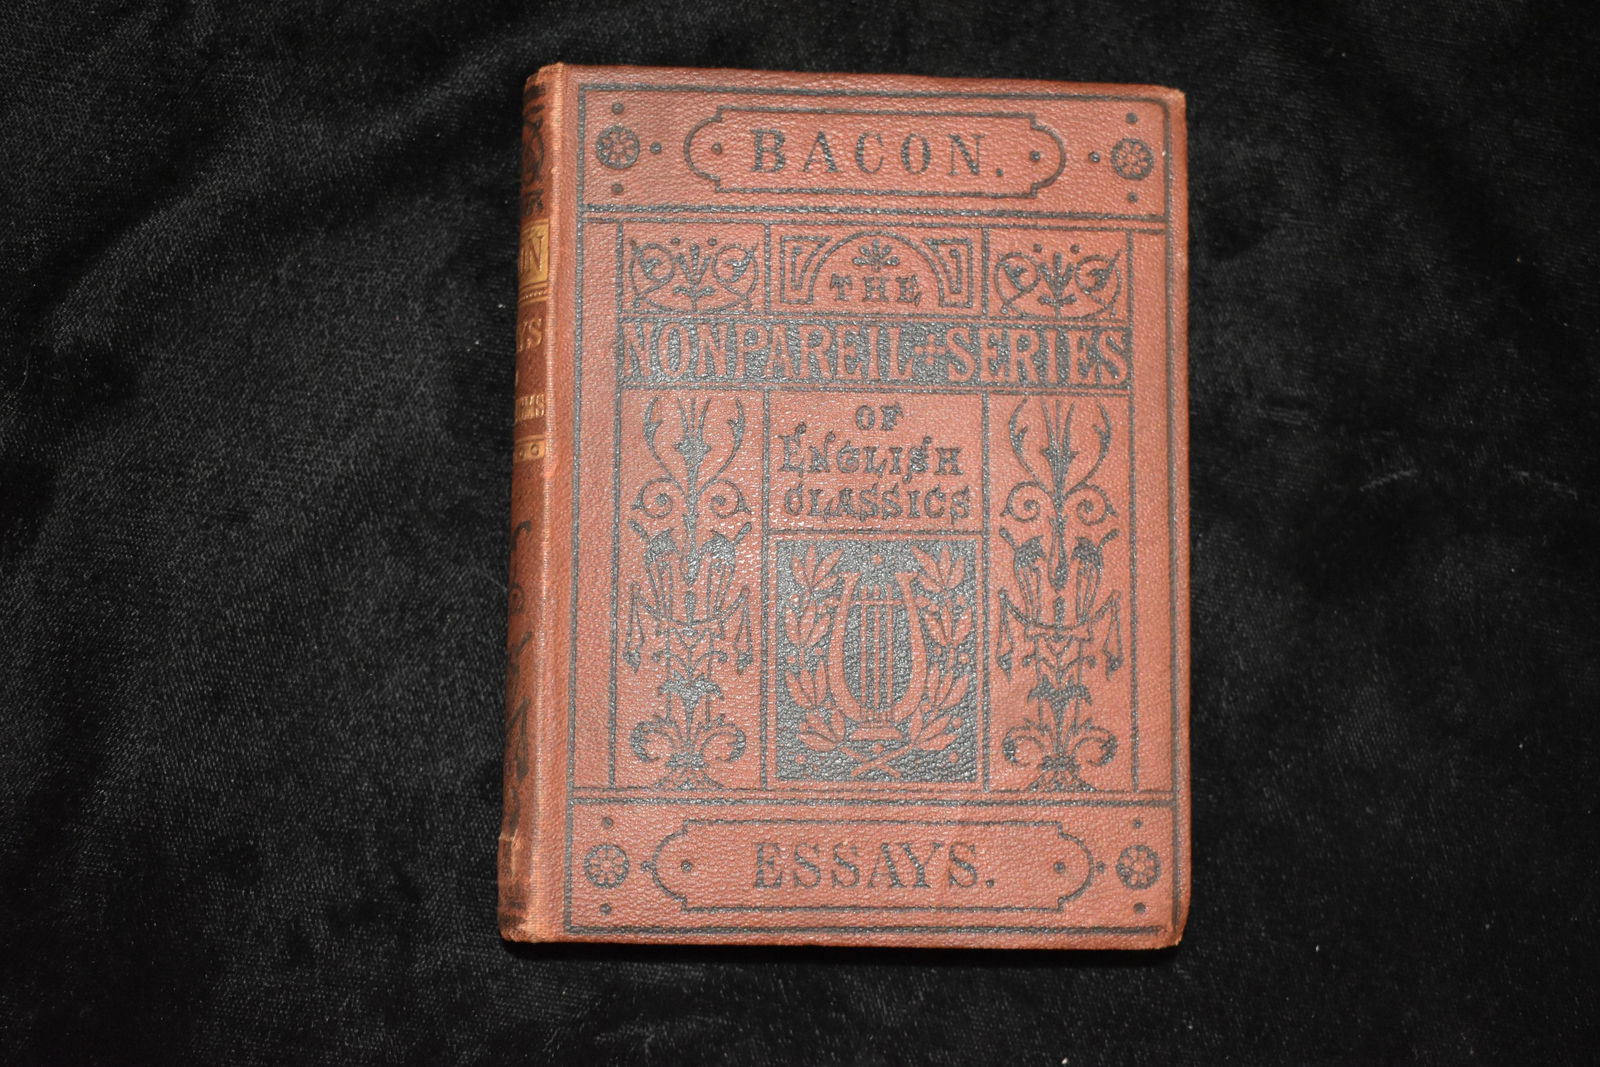 BACON.
THE
NONPAREIL SERIES
OF
ENGLISH
CLASSICS
ESSAYS.